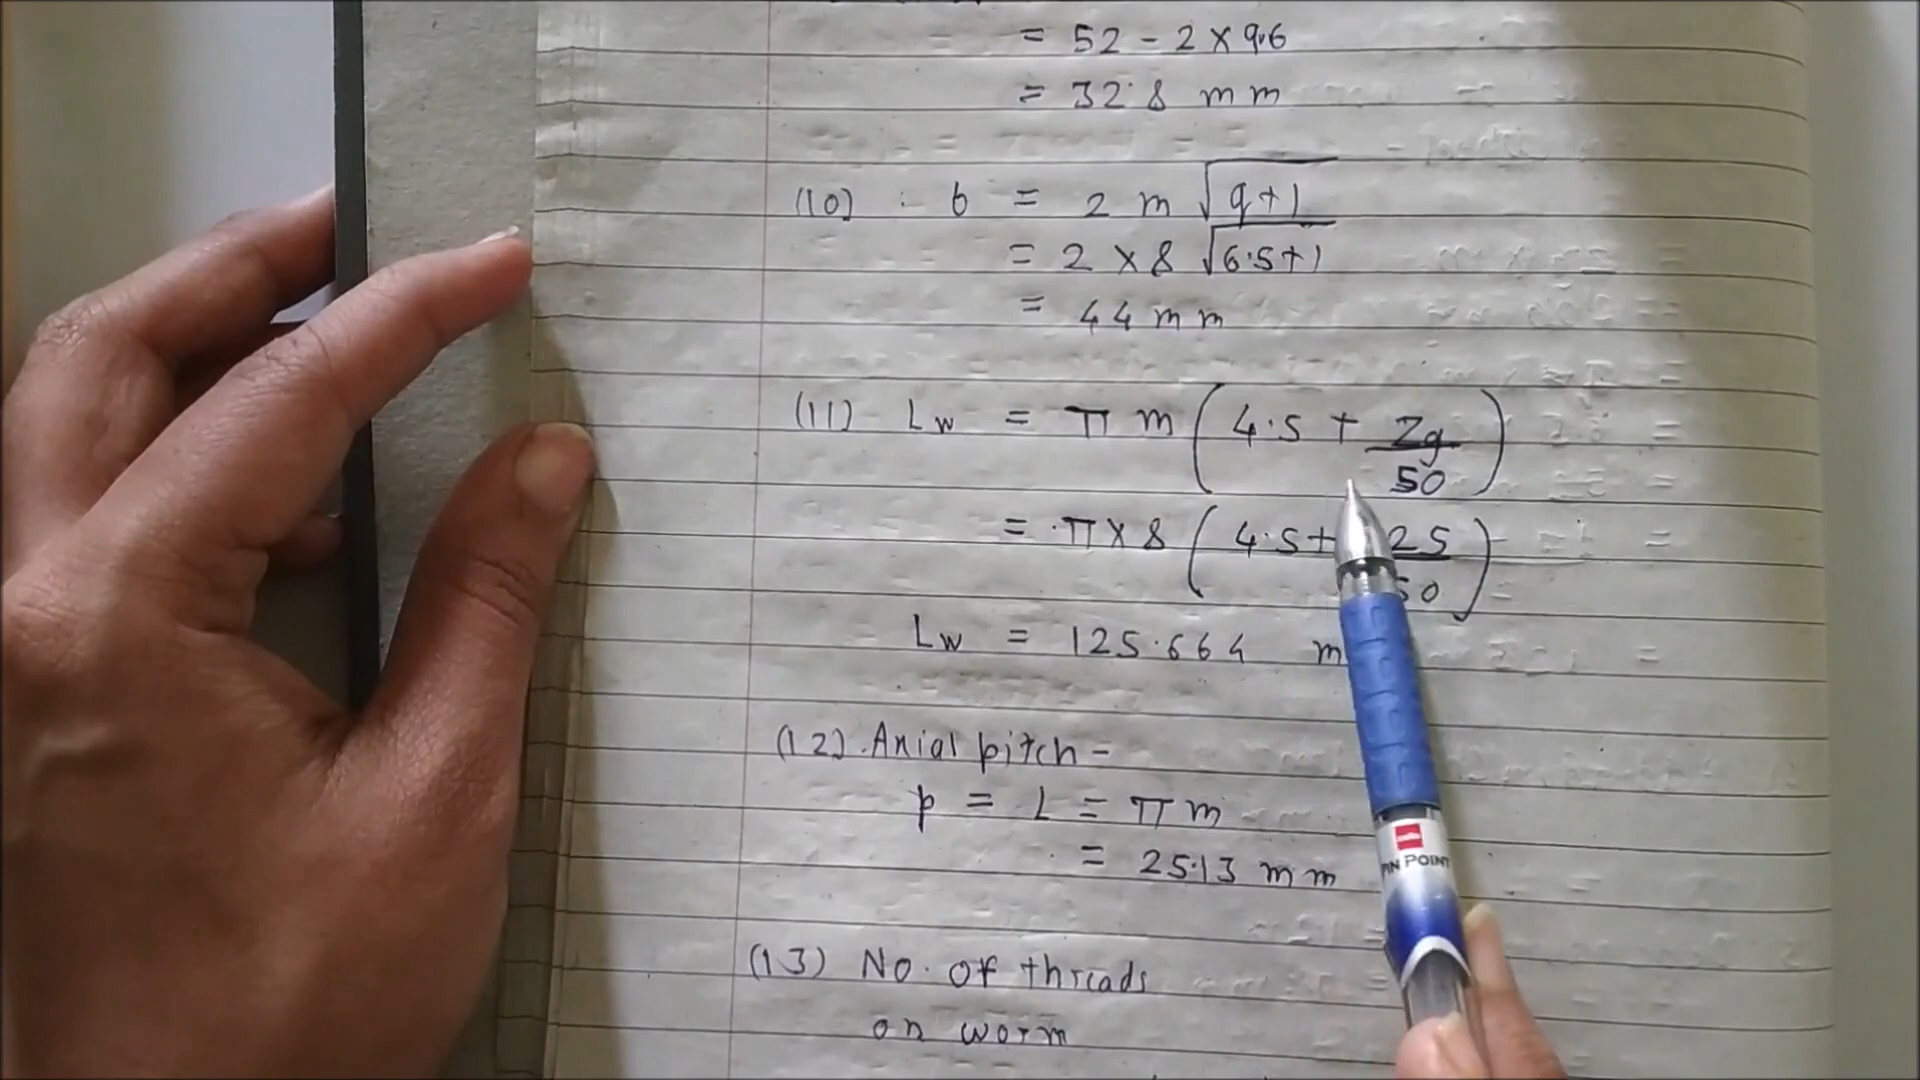 = 52 - 2 × 9.6
= 32.8 mm
(10) : b = 2 m √q+1
= 2 × 8 √6.5+1
= 44 mm
(11) Lw = π m (4.5 + Zg/50)
= π × 8 (4.5 + 25/50)
Lw = 125.664 m
(12) Axial pitch -
p = L = π m
= 25.13 mm
(13) No. of threads
on worm
cello
POINT